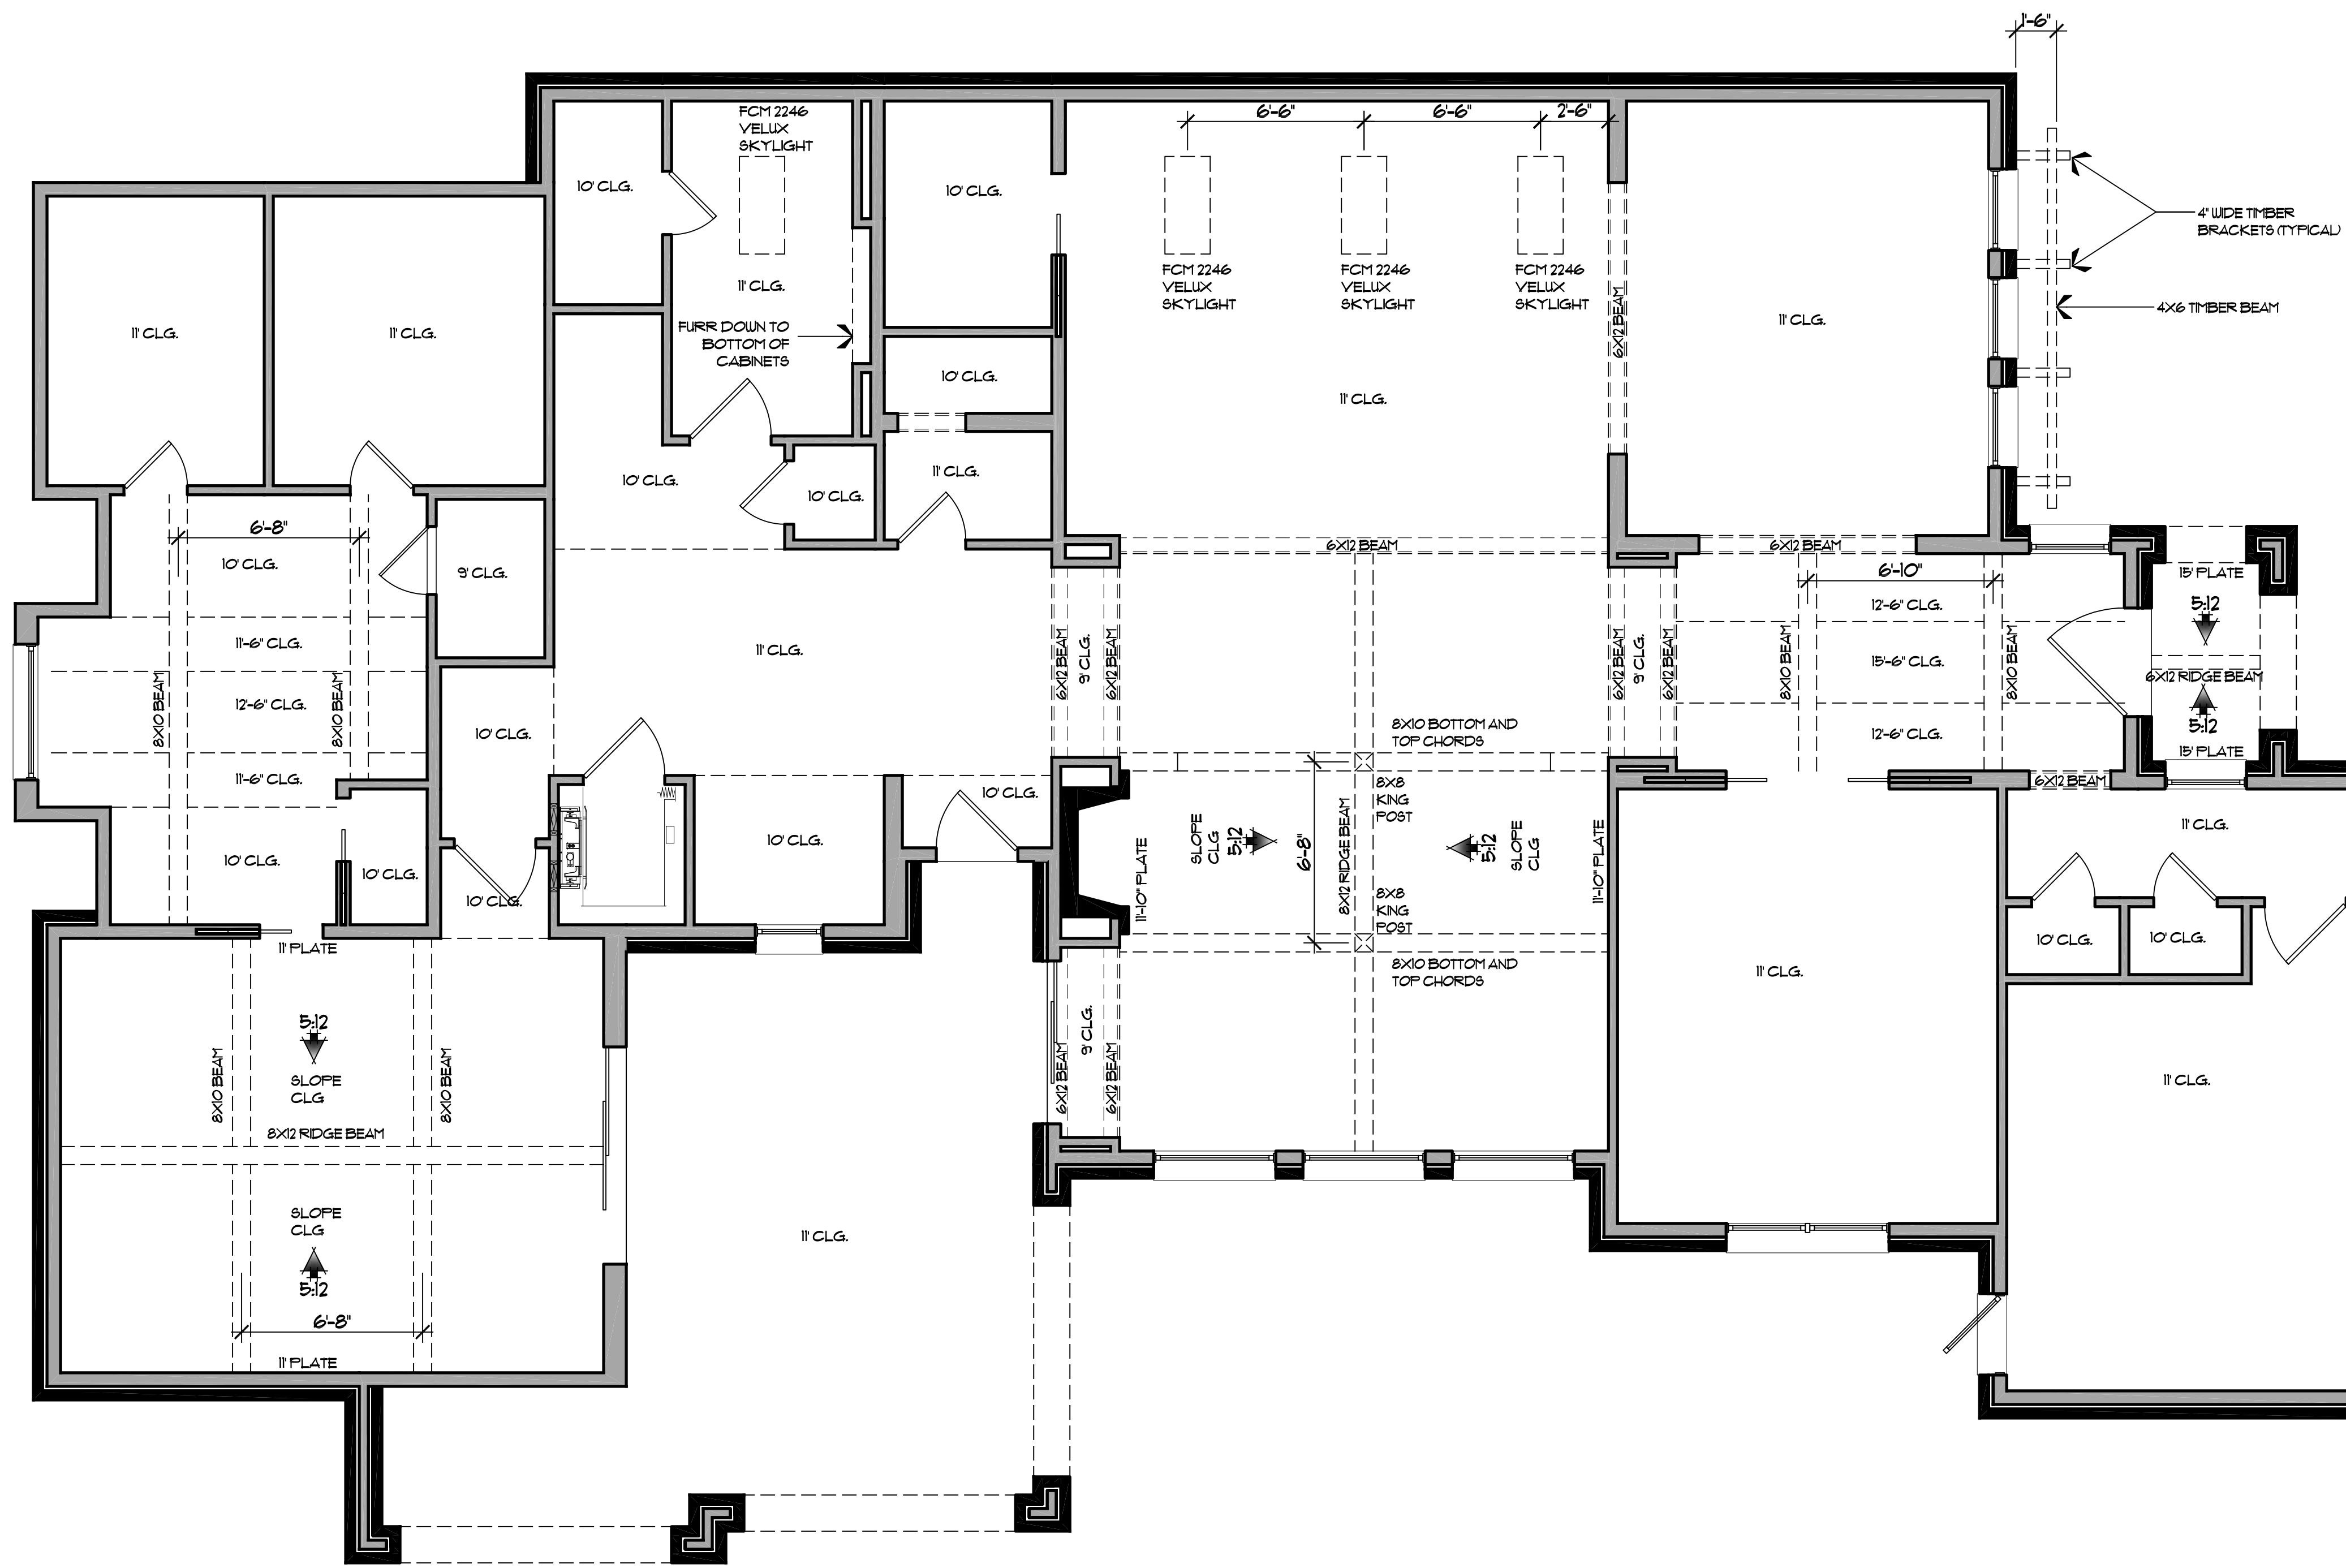 1'-6"
6'-6"
6'-6"
2'-6"
FCM 2246
VELUX
SKYLIGHT
10' CLG.
10' CLG.
4" WIDE TIMBER
BRACKETS (TYPICAL)
FCM 2246
VELUX
SKYLIGHT
FCM 2246
VELUX
SKYLIGHT
FCM 2246
VELUX
SKYLIGHT
11' CLG.
4X6 TIMBER BEAM
6X12 BEAM
11' CLG.
11' CLG.
11' CLG.
FURR DOWN TO
BOTTOM OF
CABINETS
10' CLG.
11' CLG.
10' CLG.
11' CLG.
10' CLG.
6'-8"
10' CLG.
9' CLG.
6X12 BEAM
6X12 BEAM
6'-10"
15' PLATE
5:12
12'-6" CLG.
11'-6" CLG.
11' CLG.
6X12 BEAM
9' CLG.
6X12 BEAM
6X12 BEAM
9' CLG.
6X12 BEAM
8X10 BEAM
15'-6" CLG.
8X10 BEAM
6X12 RIDGE BEAM
8X10 BEAM
12'-6" CLG.
8X10 BEAM
10' CLG.
8X10 BOTTOM AND
TOP CHORDS
12'-6" CLG.
5:12
15' PLATE
11'-6" CLG.
10' CLG.
8X8
KING
POST
6X12 BEAM
11' CLG.
10' CLG.
10' CLG.
10' CLG.
10' CLG.
11'-10" PLATE
SLOPE
CLG
5:12
6'-8"
8X12 RIDGE BEAM
8X8
KING
POST
5:12
SLOPE
CLG
11'-10" PLATE
10' CLG.
10' CLG.
11' PLATE
8X10 BOTTOM AND
TOP CHORDS
11' CLG.
5:12
SLOPE
CLG
8X10 BEAM
8X10 BEAM
6X12 BEAM
9' CLG.
6X12 BEAM
11' CLG.
8X12 RIDGE BEAM
SLOPE
CLG
5:12
11' CLG.
6'-8"
11' PLATE